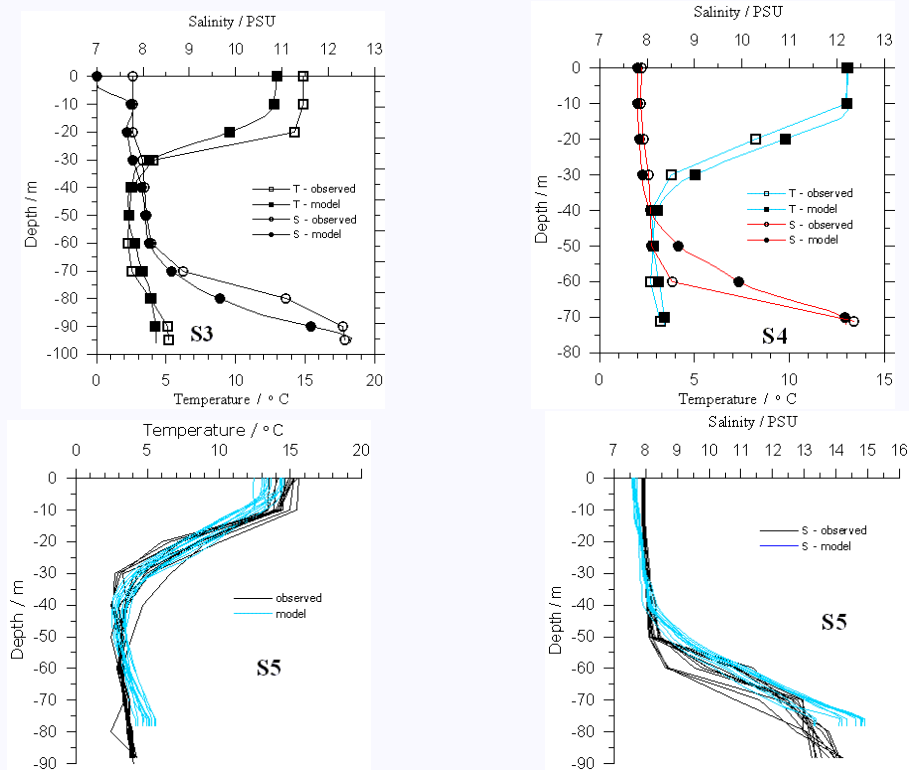 Salinity / PSU
7 8 9 10 11 12 13
0
-10
-20
-30
-40
-50
-60
-70
-80
-90
-100
Depth / m
T - observed
T - model
S - observed
S - model
S3
0 5 10 15 20
Temperature / ° C
Salinity / PSU
7 8 9 10 11 12 13
0
-10
-20
-30
-40
-50
-60
-70
-80
Depth / m
T - observed
T - model
S - observed
S - model
S4
0 5 10 15
Temperature / ° C
Temperature / ° C
0 5 10 15 20
0
-10
-20
-30
-40
-50
-60
-70
-80
-90
Depth / m
observed
model
S5
Salinity / PSU
7 8 9 10 11 12 13 14 15 16
0
-10
-20
-30
-40
-50
-60
-70
-80
-90
Depth / m
S - observed
S - model
S5